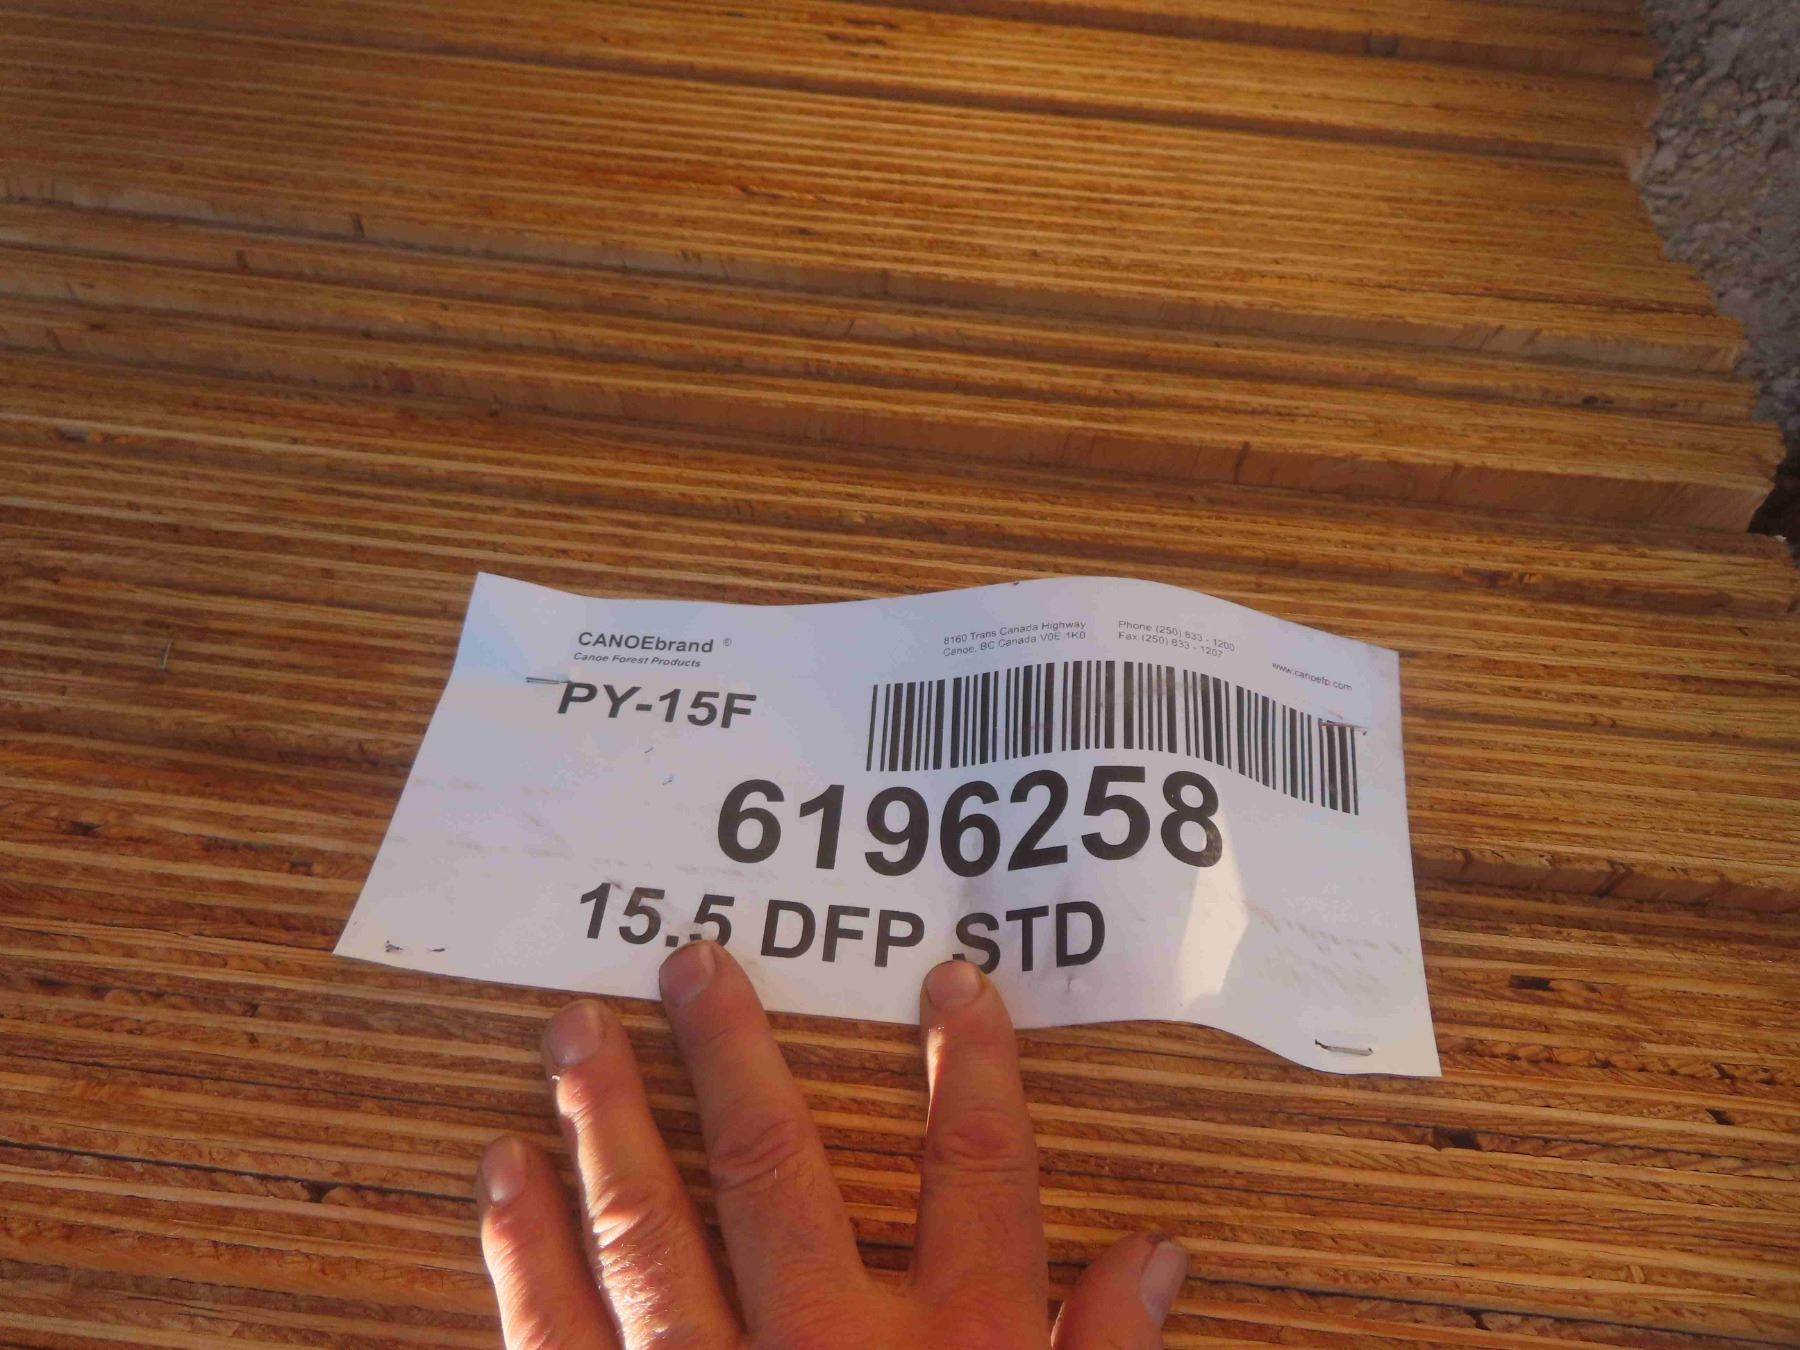 CANOEbrand ©
Canoe Forest Products
8160 Trans Canada Highway
Canoe, BC Canada V0E 1K0
Phone (250) 833 - 1200
Fax (250) 833 - 1207
www.canoefp.com
PY-15F
6196258
15.5 DFP STD